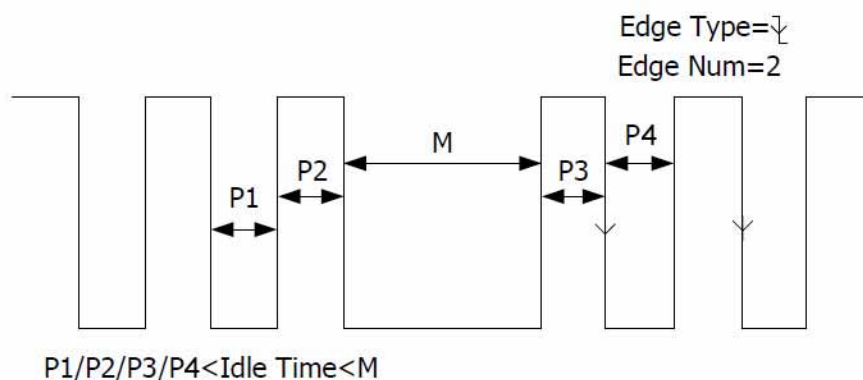 Edge Type=
Edge Num=2
M
P4
P2
P3
P1
P1/P2/P3/P4<Idle Time<M